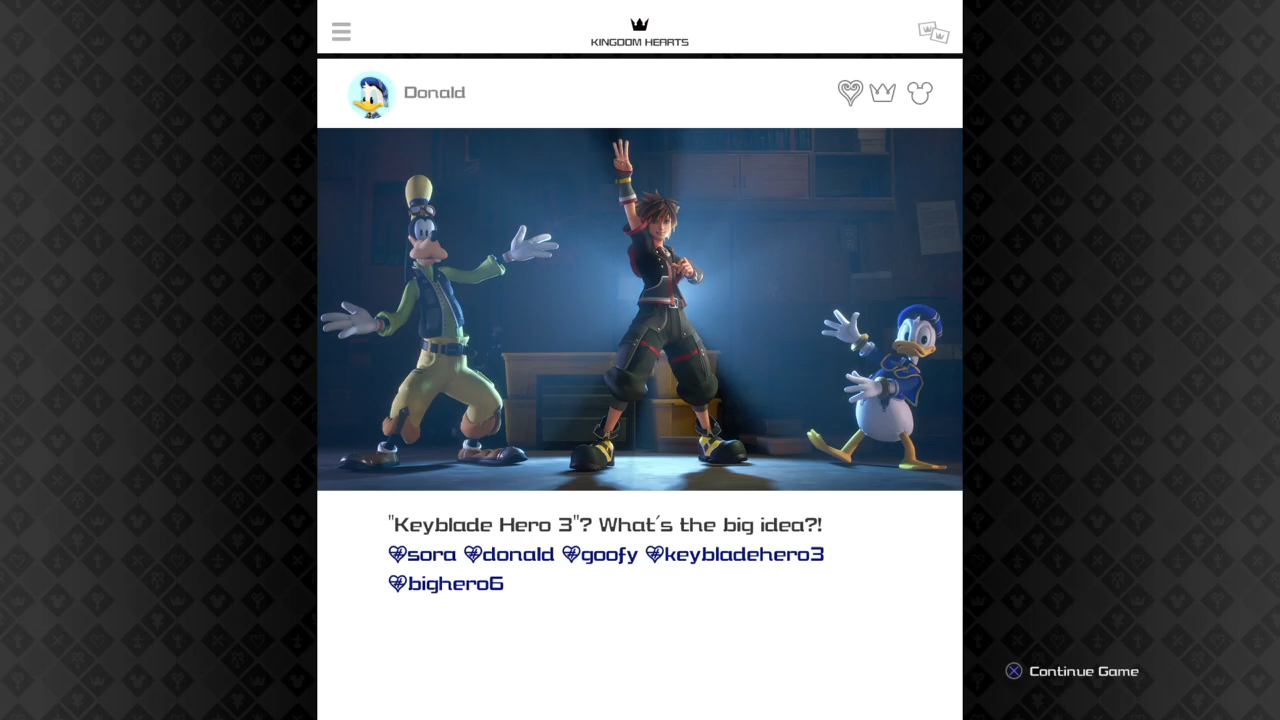 KINGDOM HEARTS
Donald
"Keyblade Hero 3"? What's the big idea?!
sora donald goofy keybladehero3
bighero6
Continue Game